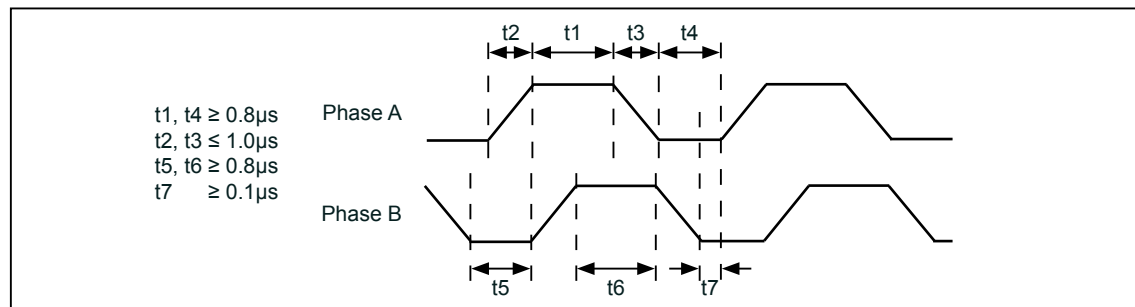 t2 t1 t3 t4
Phase A
t1, t4 ≥ 0.8µs
t2, t3 ≤ 1.0µs
t5, t6 ≥ 0.8µs
t7 ≥ 0.1µs
Phase B
t5 t6 t7